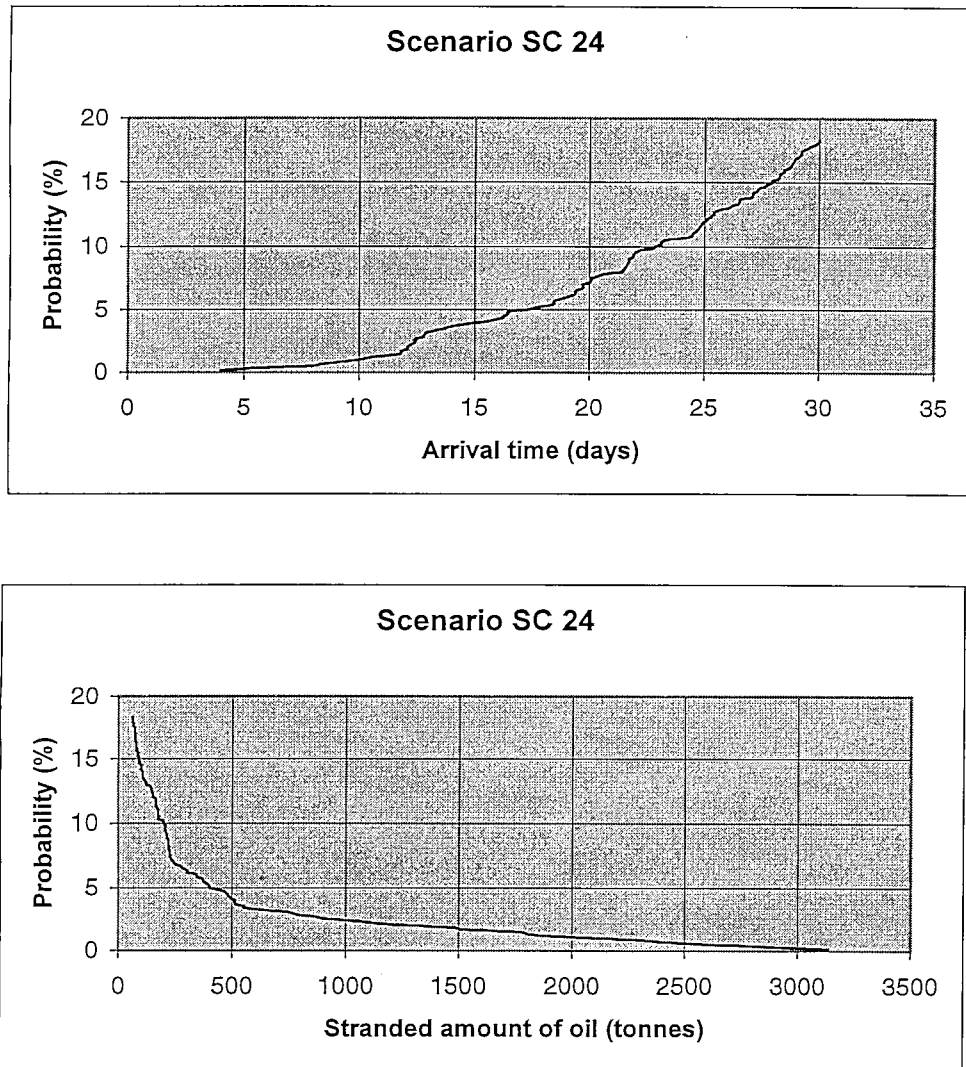 Scenario SC 24
20
15
10
5
0
Probability (%)
0 5 10 15 20 25 30 35
Arrival time (days)
Scenario SC 24
20
15
10
5
0
Probability (%)
0 500 1000 1500 2000 2500 3000 3500
Stranded amount of oil (tonnes)